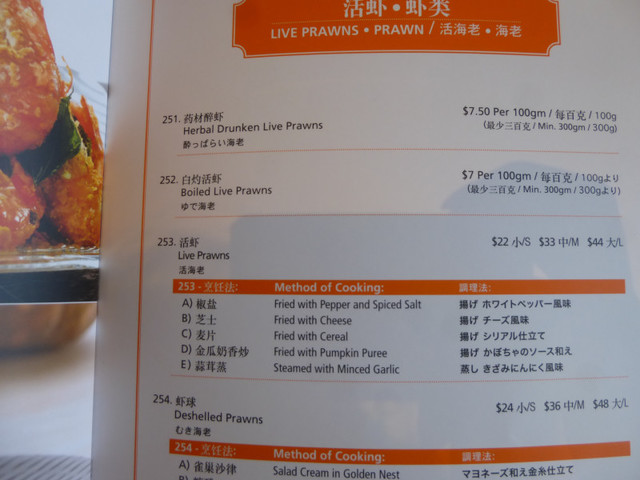 活虾 • 虾类
LIVE PRAWNS • PRAWN / 活海老 • 海老
251. 药材醉虾 $7.50 Per 100gm / 每百克 / 100g
Herbal Drunken Live Prawns (最少三百克 / Min. 300gm / 300g)
酔っぱらい海老
252. 白灼活虾 $7 Per 100gm / 每百克 / 100gより
Boiled Live Prawns (最少三百克 / Min. 300gm / 300gより)
ゆで海老
253. 活虾 $22 小/S $33 中/M $44 大/L
Live Prawns
活海老
253 - 烹饪法: Method of Cooking: 調理法:
A) 椒盐 Fried with Pepper and Spiced Salt 揚げ ホワイトペッパー風味
B) 芝士 Fried with Cheese 揚げ チーズ風味
C) 麦片 Fried with Cereal 揚げ シリアル仕立て
D) 金瓜奶香炒 Fried with Pumpkin Puree 揚げ かぼちゃのソース和え
E) 蒜茸蒸 Steamed with Minced Garlic 蒸し きざみにんにく風味
254. 虾球 $24 小/S $36 中/M $48 大/L
Deshelled Prawns
むき海老
254 - 烹饪法: Method of Cooking: 調理法:
A) 雀巢沙律 Salad Cream in Golden Nest マヨネーズ和え金糸仕立て